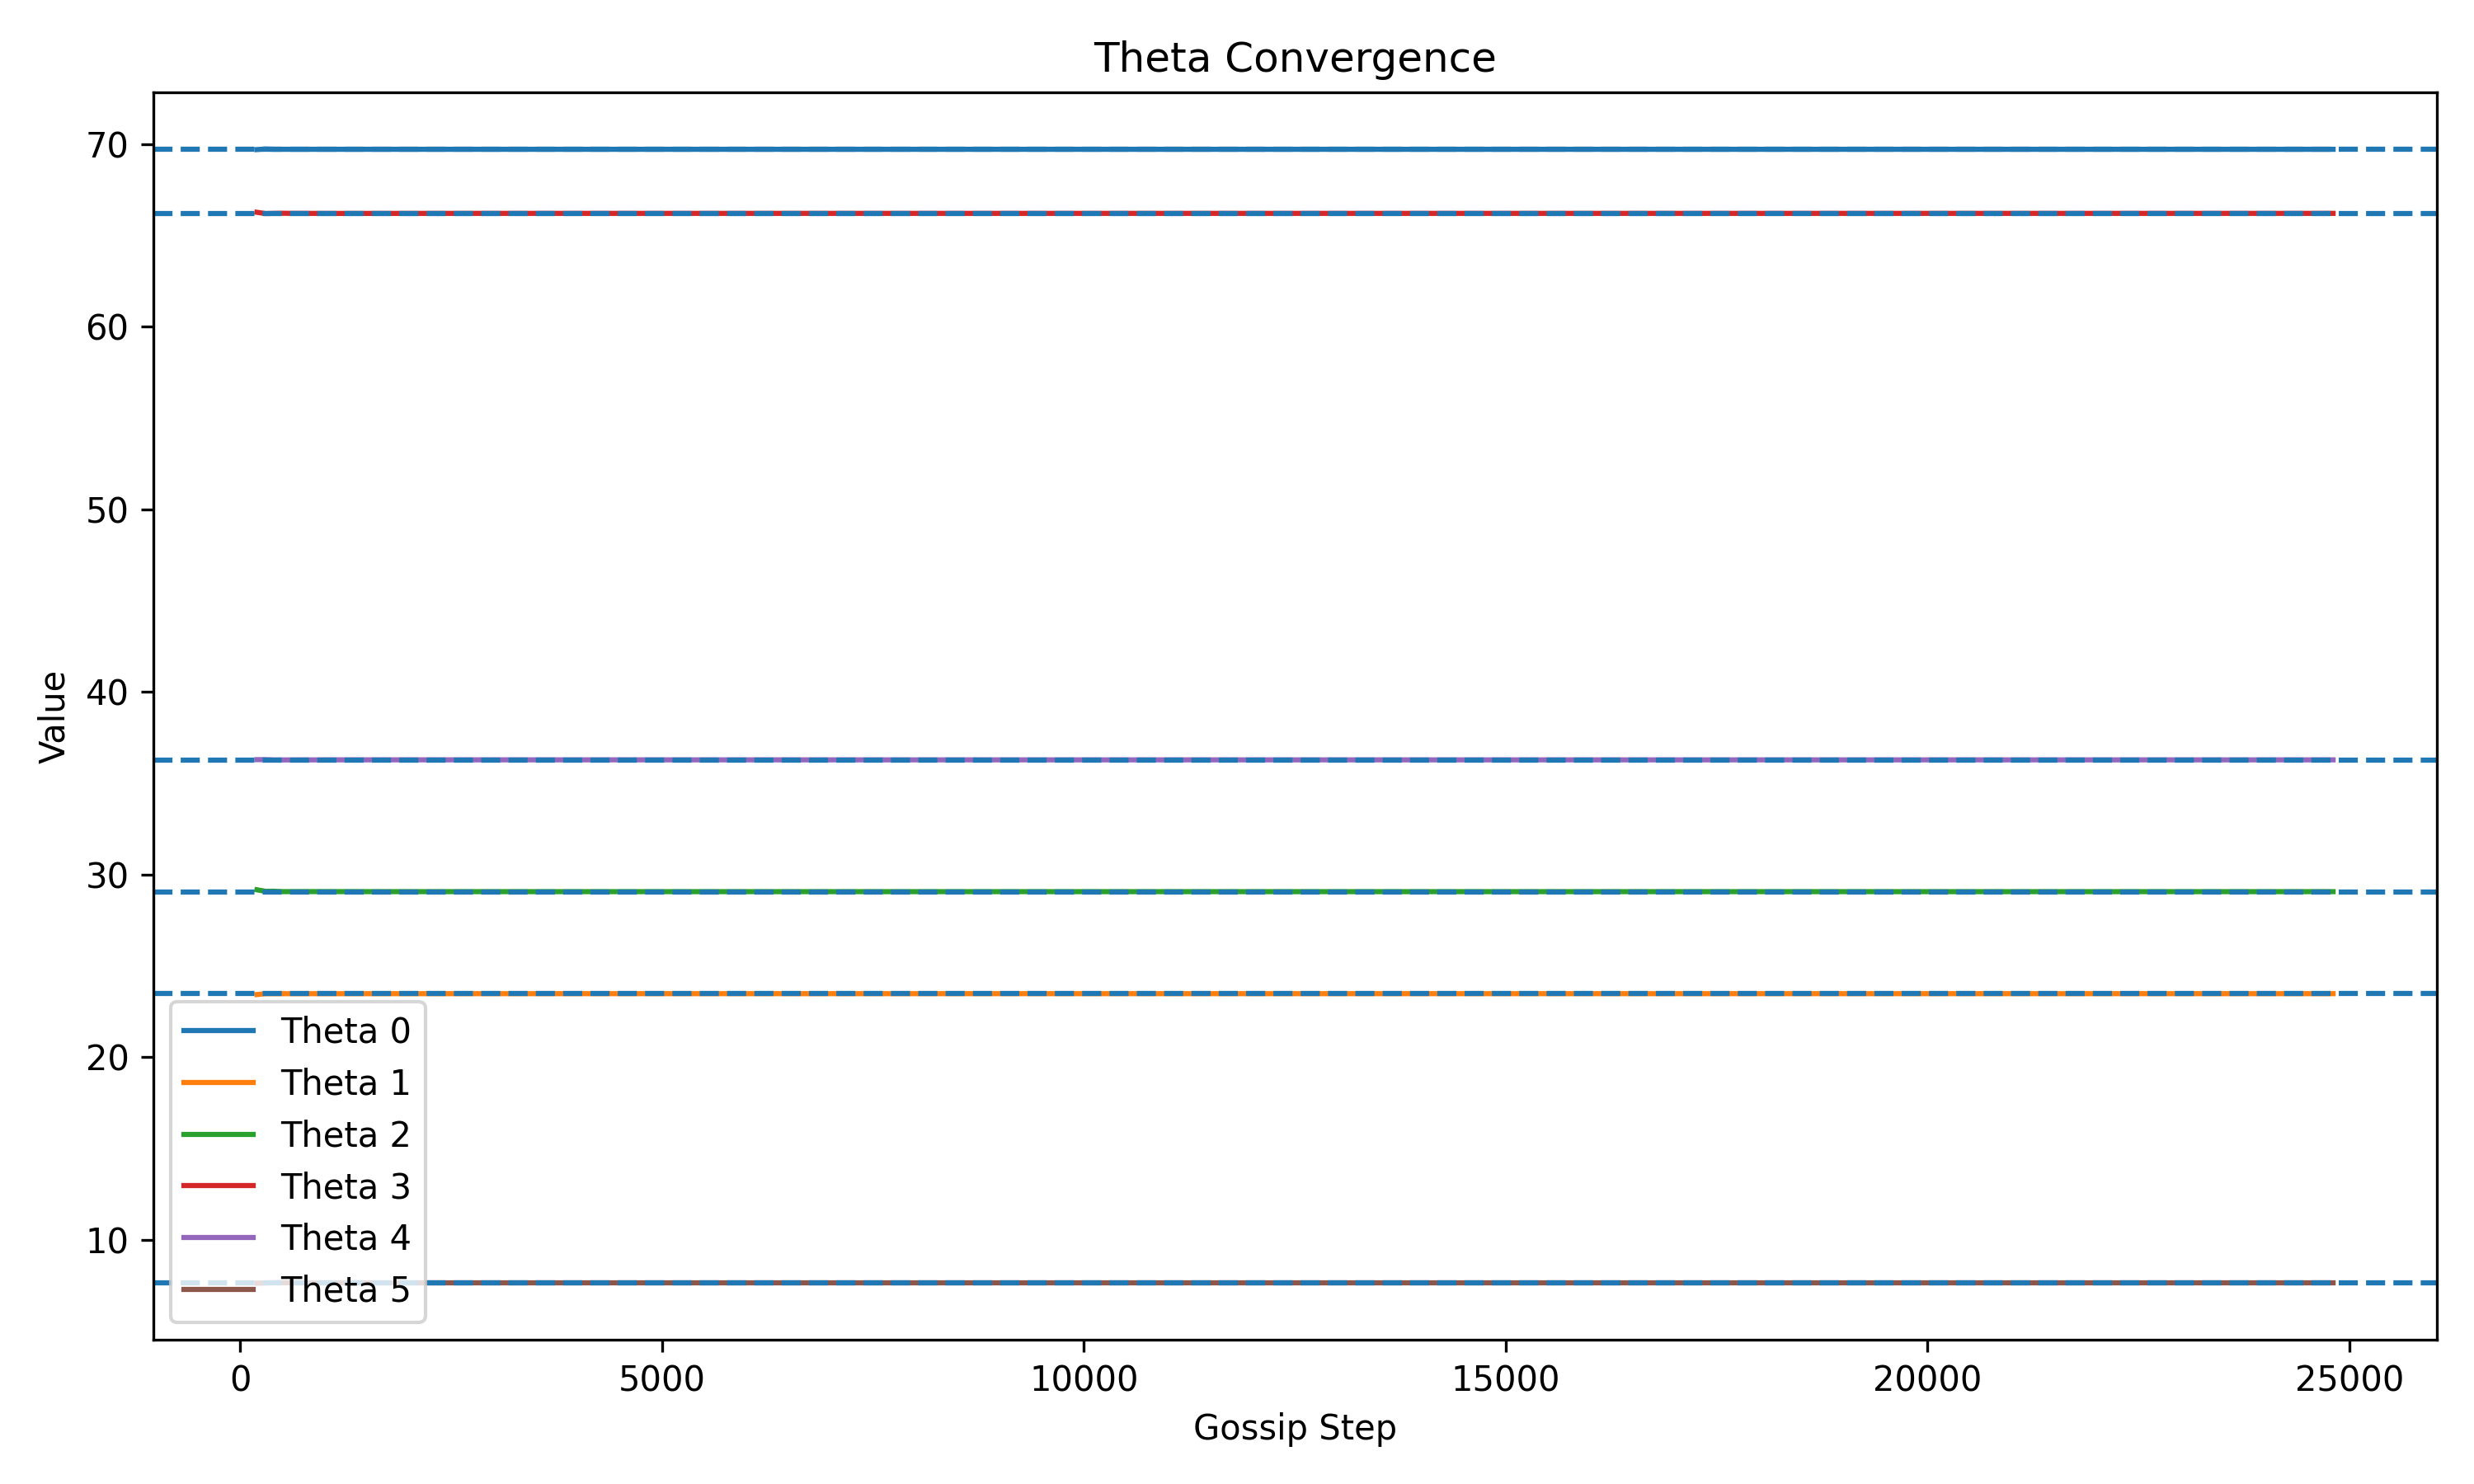 Theta Convergence
70
60
50
40
30
20
10
Value
Theta 0
Theta 1
Theta 2
Theta 3
Theta 4
Theta 5
0 5000 10000 15000 20000 25000
Gossip Step